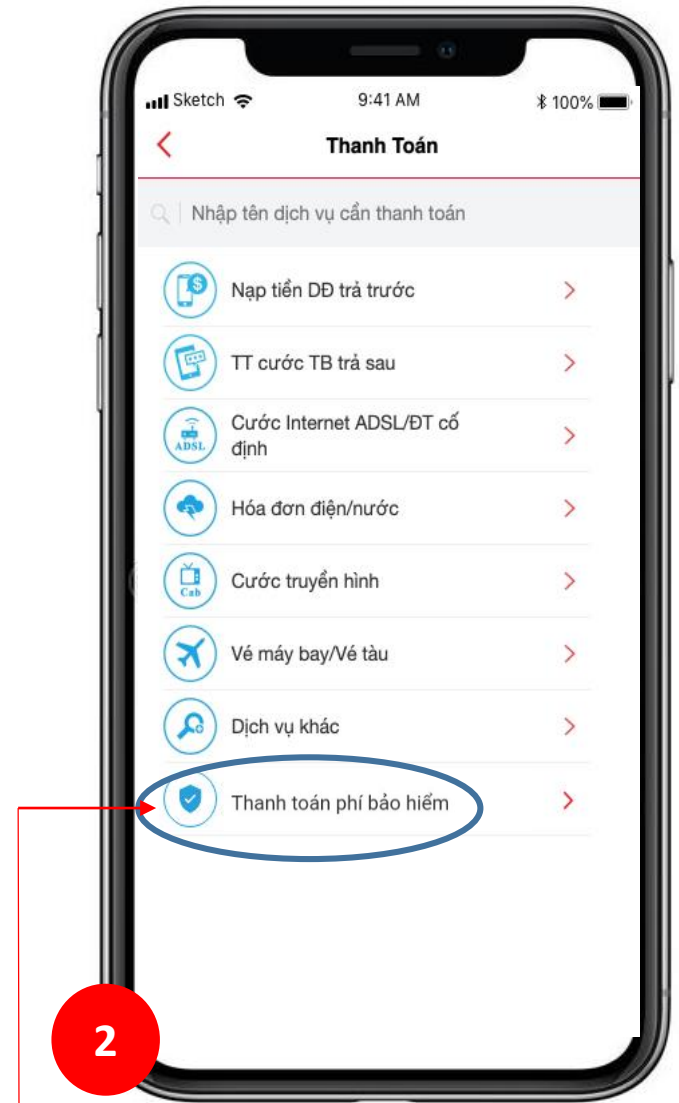 Sketch 9:41 AM 100%
Thanh Toán
Nhập tên dịch vụ cần thanh toán
Nạp tiền DĐ trả trước
TT cước TB trả sau
ADSL
Cước Internet ADSL/ĐT cố
định
Hóa đơn điện/nước
Cab
Cước truyền hình
Vé máy bay/Vé tàu
Dịch vụ khác
Thanh toán phí bảo hiểm
2